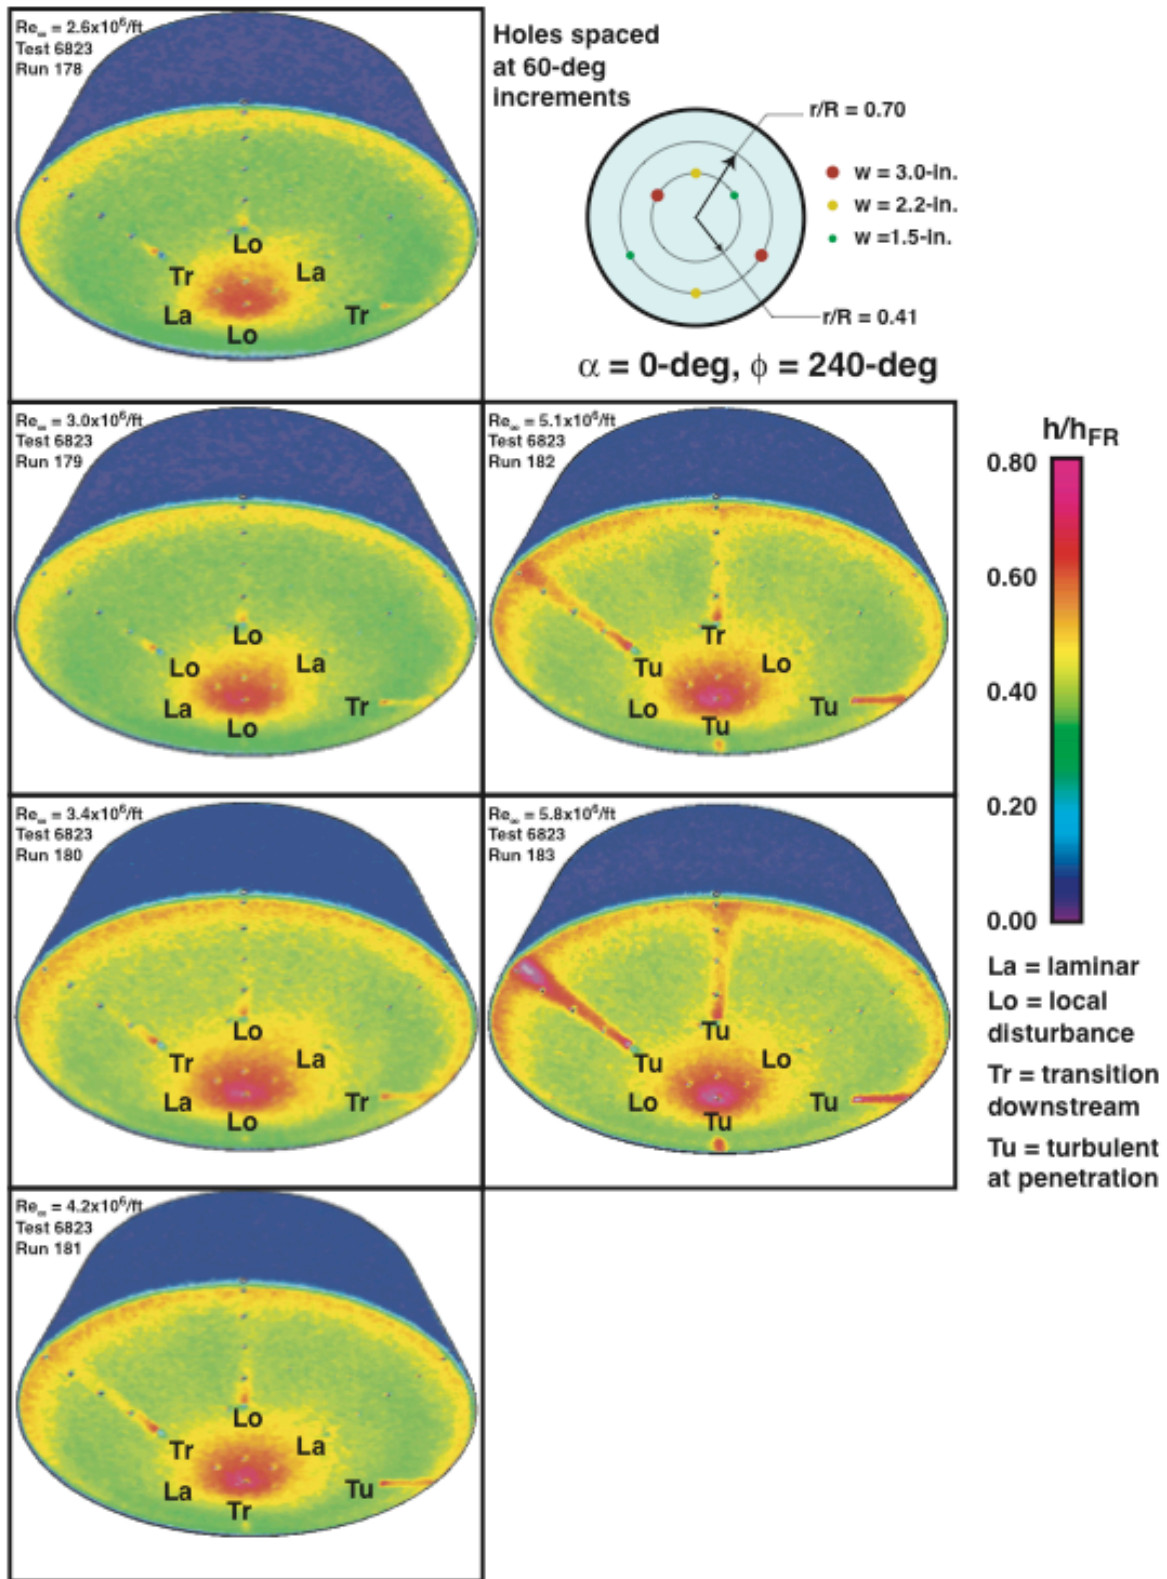 Re∞ = 2.6x10⁶/ft
Test 6823
Run 178
Lo
Tr
La
La
Tr
Lo
Holes spaced
at 60-deg
increments
r/R = 0.70
w = 3.0-in.
w = 2.2-in.
w =1.5-in.
r/R = 0.41
α = 0-deg, ϕ = 240-deg
Re∞ = 3.0x10⁶/ft
Test 6823
Run 179
Lo
Lo
La
La
Tr
Lo
Re∞ = 5.1x10⁶/ft
Test 6823
Run 182
Tr
Tu
Lo
Lo
Tu
Tu
h/hFR
0.80
0.60
0.40
0.20
0.00
Re∞ = 3.4x10⁶/ft
Test 6823
Run 180
Lo
Tr
La
La
Tr
Lo
Re∞ = 5.8x10⁶/ft
Test 6823
Run 183
Tu
Tu
Lo
Lo
Tu
Tu
La = laminar
Lo = local
disturbance
Tr = transition
downstream
Tu = turbulent
at penetration
Re∞ = 4.2x10⁶/ft
Test 6823
Run 181
Lo
Tr
La
La
Tu
Tr